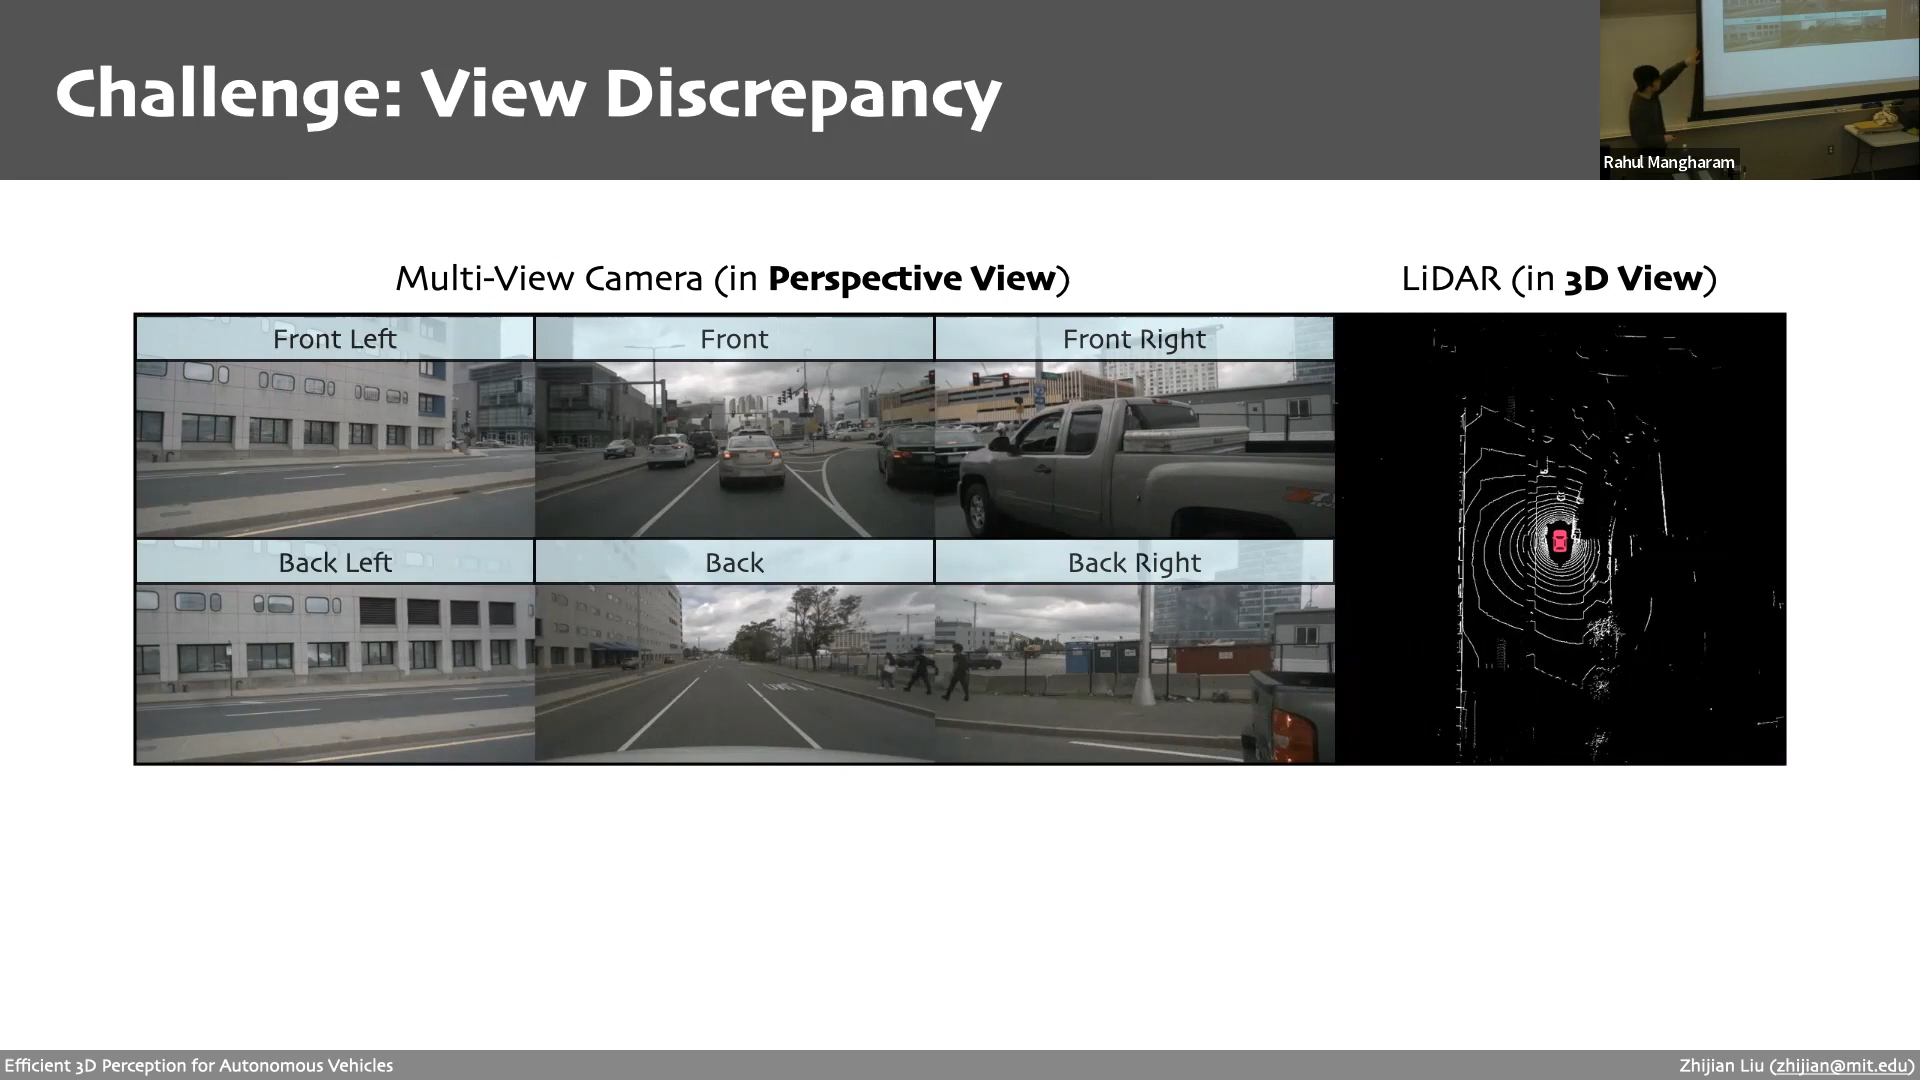 Challenge: View Discrepancy
Rahul Mangharam
Multi-View Camera (in Perspective View)
LiDAR (in 3D View)
Front Left
Front
Front Right
Back Left
Back
Back Right
Efficient 3D Perception for Autonomous Vehicles
Zhijian Liu (zhijian@mit.edu)